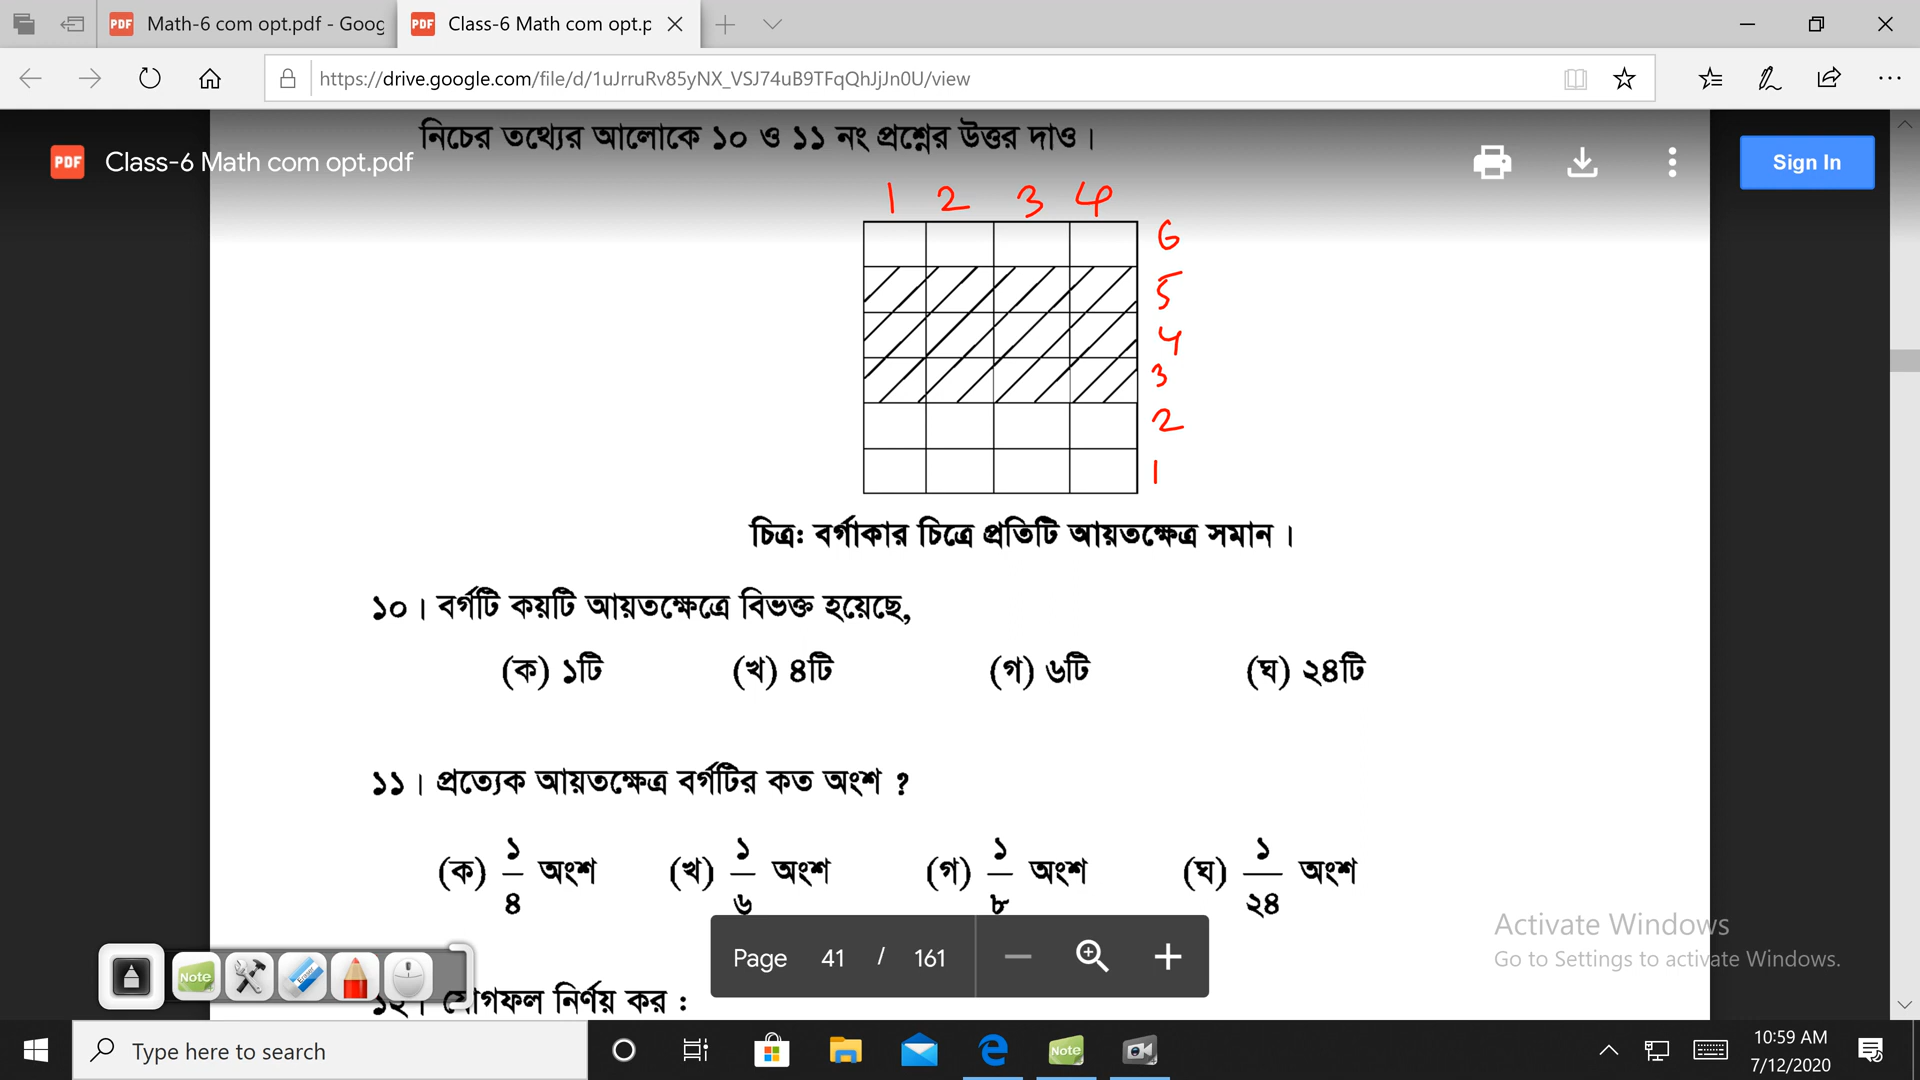 Math-6 com opt.pdf - Goog
Class-6 Math com opt.p
https://drive.google.com/file/d/1uJrruRv85yNX_VSJ74uB9TFqQhJjJn0U/view
নিচের তথ্যের আলোকে ১০ ও ১১ নং প্রশ্নের উত্তর দাও।
PDF Class-6 Math com opt.pdf
Sign In
1 2 3 4
6
5
4
3
2
1
চিত্র: বর্গাকার চিত্রে প্রতিটি আয়তক্ষেত্র সমান।
১০। বর্গটি কয়টি আয়তক্ষেত্রে বিভক্ত হয়েছে,
(ক) ১টি (খ) ৪টি (গ) ৬টি (ঘ) ২৪টি
১১। প্রত্যেক আয়তক্ষেত্র বর্গটির কত অংশ ?
(ক) ১/৪ অংশ (খ) ১/৬ অংশ (গ) ১/৮ অংশ (ঘ) ১/২৪ অংশ
Activate Windows
Go to Settings to activate Windows.
Page 41 / 161
Note
১২। যোগফল নির্ণয় কর :
Type here to search
Note
10:59 AM
7/12/2020